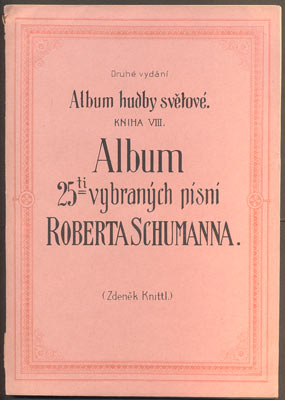 Druhé vydání
Album hudby světové.
KNIHA VIII.
Album
25ti vybraných písní
ROBERTA SCHUMANNA.
(Zdeněk Knittl.)